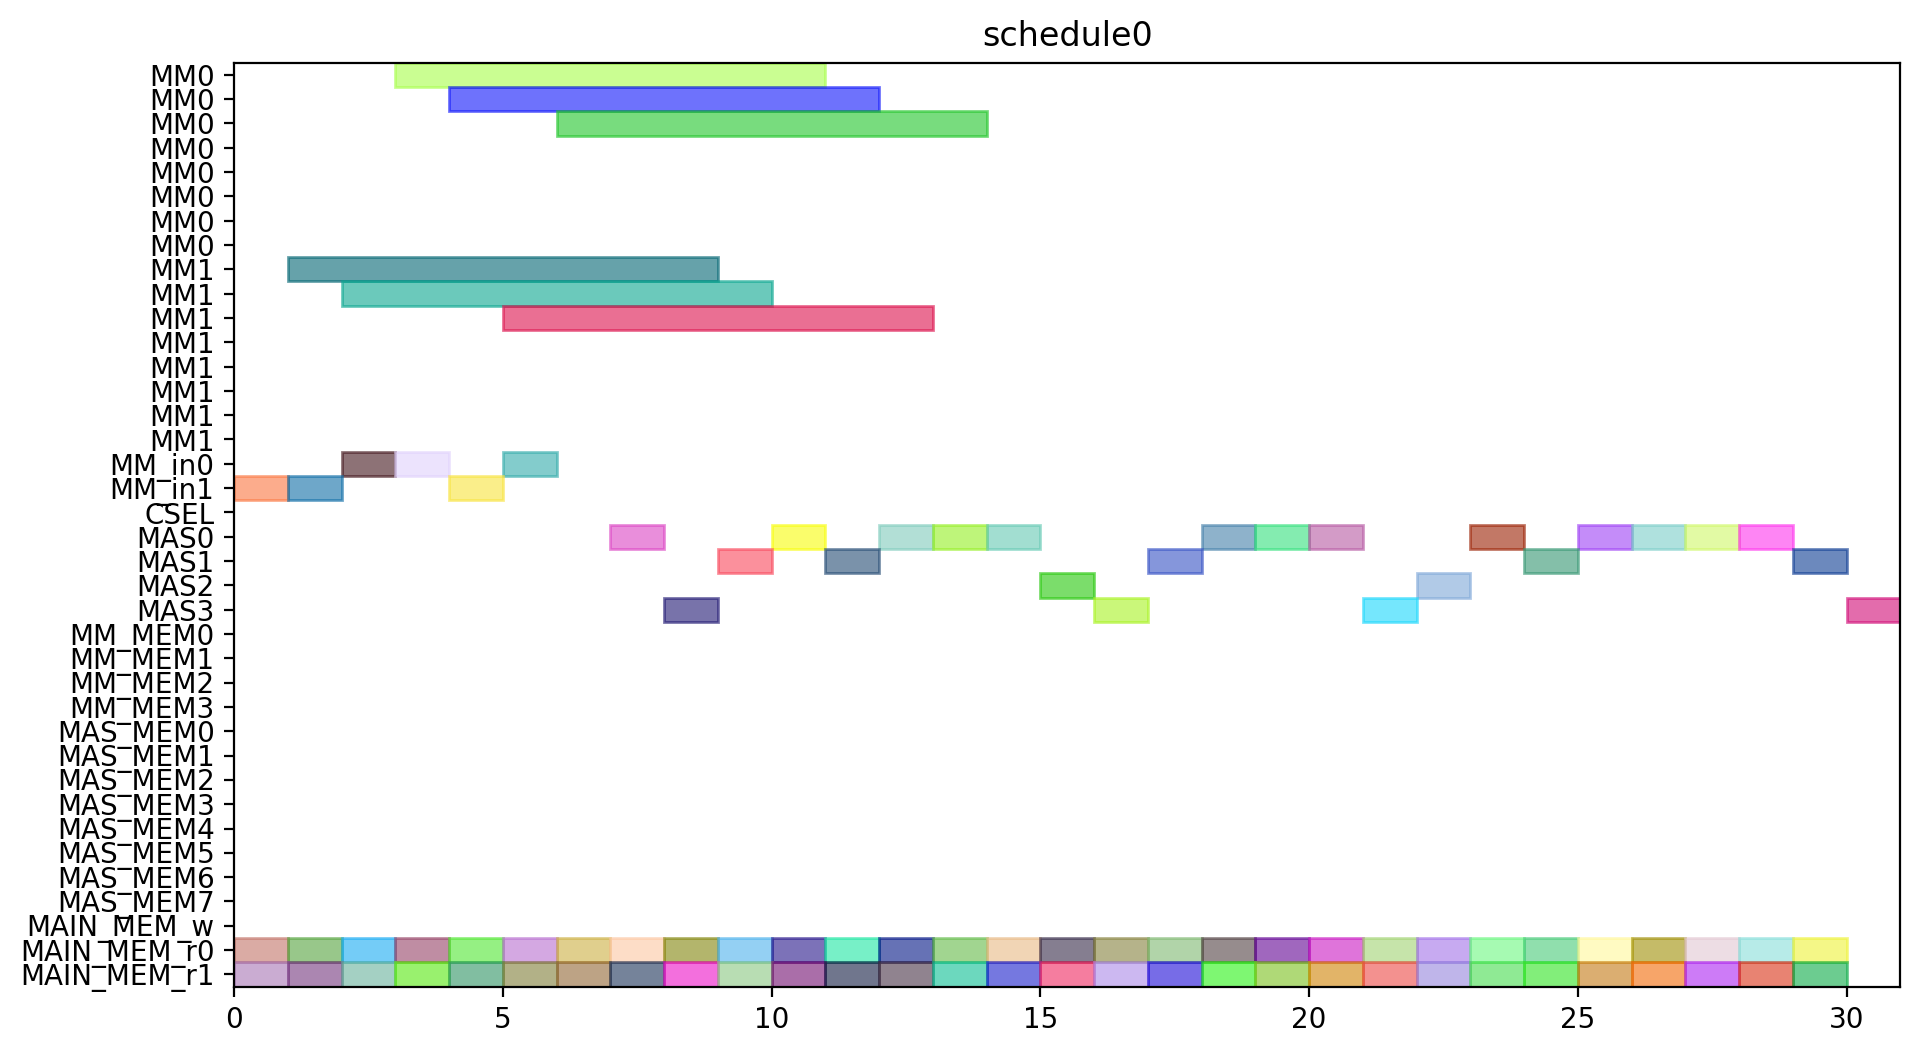 schedule0
MM0
MM0
MM0
MM0
MM0
MM0
MM0
MM0
MM1
MM1
MM1
MM1
MM1
MM1
MM1
MM1
MM_in0
MM_in1
CSEL
MAS0
MAS1
MAS2
MAS3
MM_MEM0
MM_MEM1
MM_MEM2
MM_MEM3
MAS_MEM0
MAS_MEM1
MAS_MEM2
MAS_MEM3
MAS_MEM4
MAS_MEM5
MAS_MEM6
MAS_MEM7
MAIN_MEM_w
MAIN_MEM_r0
MAIN_MEM_r1
0 5 10 15 20 25 30